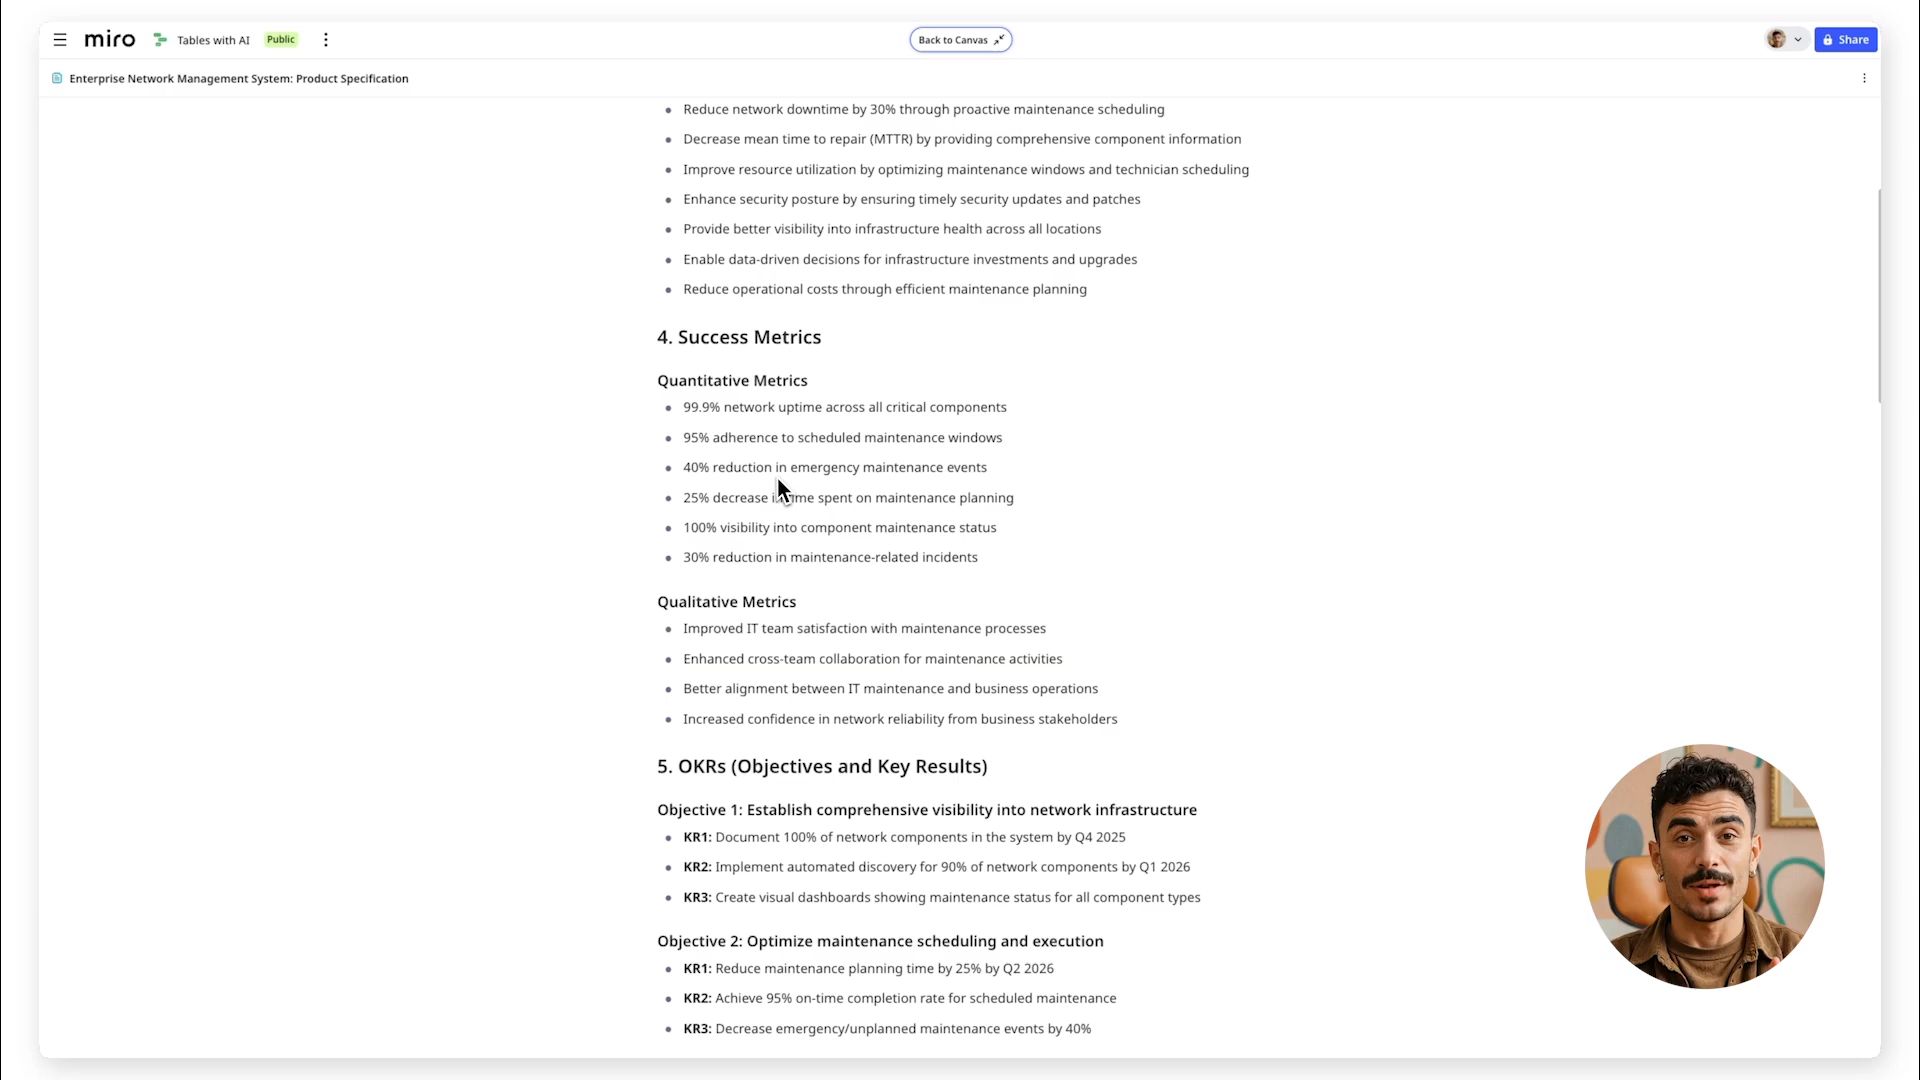 miro
Tables with AI
Public
Back to Canvas
Share
Enterprise Network Management System: Product Specification
Reduce network downtime by 30% through proactive maintenance scheduling
Decrease mean time to repair (MTTR) by providing comprehensive component information
Improve resource utilization by optimizing maintenance windows and technician scheduling
Enhance security posture by ensuring timely security updates and patches
Provide better visibility into infrastructure health across all locations
Enable data-driven decisions for infrastructure investments and upgrades
Reduce operational costs through efficient maintenance planning
4. Success Metrics
Quantitative Metrics
99.9% network uptime across all critical components
95% adherence to scheduled maintenance windows
40% reduction in emergency maintenance events
25% decrease in time spent on maintenance planning
100% visibility into component maintenance status
30% reduction in maintenance-related incidents
Qualitative Metrics
Improved IT team satisfaction with maintenance processes
Enhanced cross-team collaboration for maintenance activities
Better alignment between IT maintenance and business operations
Increased confidence in network reliability from business stakeholders
5. OKRs (Objectives and Key Results)
Objective 1: Establish comprehensive visibility into network infrastructure
KR1: Document 100% of network components in the system by Q4 2025
KR2: Implement automated discovery for 90% of network components by Q1 2026
KR3: Create visual dashboards showing maintenance status for all component types
Objective 2: Optimize maintenance scheduling and execution
KR1: Reduce maintenance planning time by 25% by Q2 2026
KR2: Achieve 95% on-time completion rate for scheduled maintenance
KR3: Decrease emergency/unplanned maintenance events by 40%